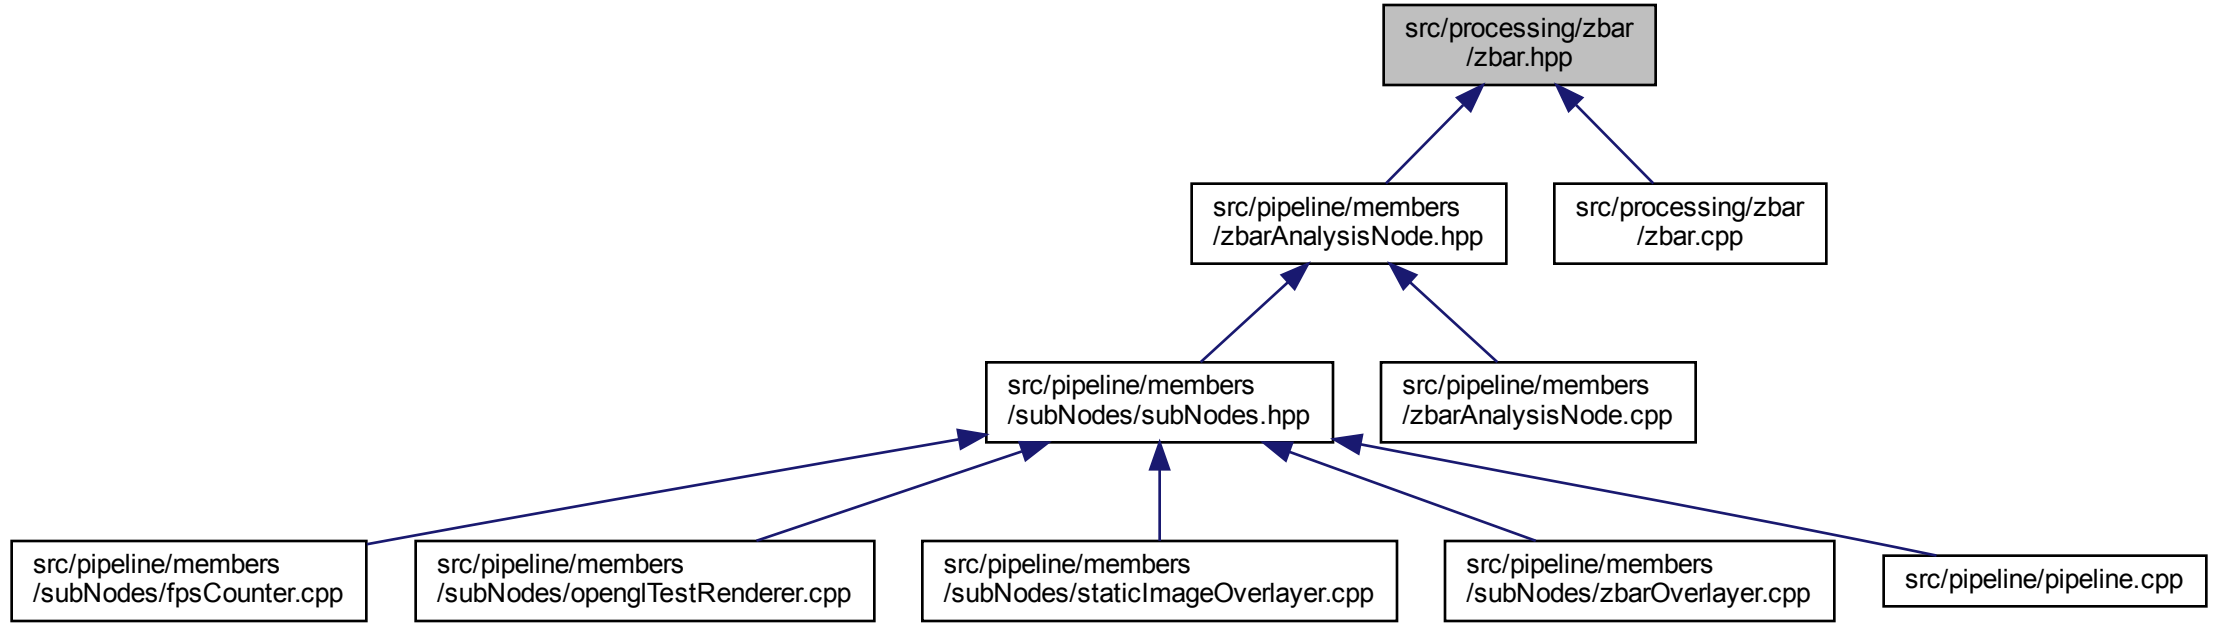 src/processing/zbar
/zbar.hpp
src/pipeline/members
/zbarAnalysisNode.hpp
src/processing/zbar
/zbar.cpp
src/pipeline/members
/subNodes/subNodes.hpp
src/pipeline/members
/zbarAnalysisNode.cpp
src/pipeline/members
/subNodes/fpsCounter.cpp
src/pipeline/members
/subNodes/openglTestRenderer.cpp
src/pipeline/members
/subNodes/staticImageOverlayer.cpp
src/pipeline/members
/subNodes/zbarOverlayer.cpp
src/pipeline/pipeline.cpp